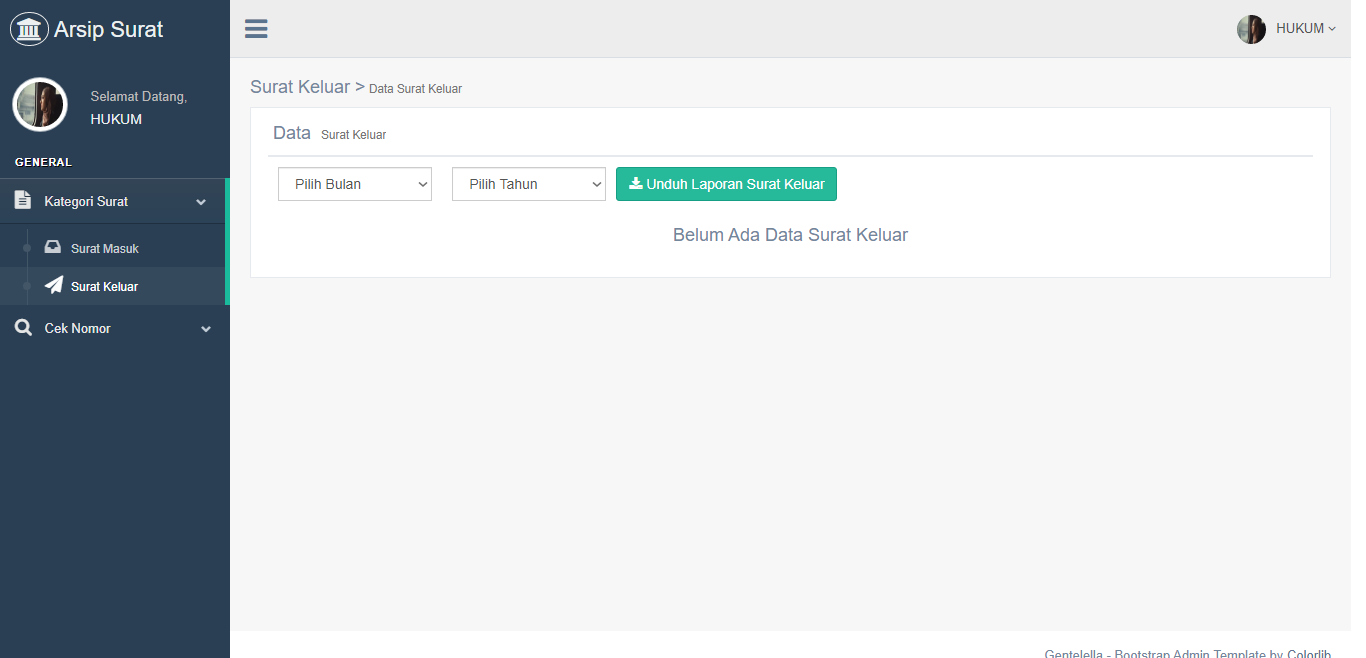 Arsip Surat
HUKUM
Selamat Datang,
HUKUM
GENERAL
Kategori Surat
Surat Masuk
Surat Keluar
Cek Nomor
Surat Keluar > Data Surat Keluar
Data Surat Keluar
Pilih Bulan
Pilih Tahun
Unduh Laporan Surat Keluar
Belum Ada Data Surat Keluar
Gentelella - Bootstrap Admin Template by Colorlib